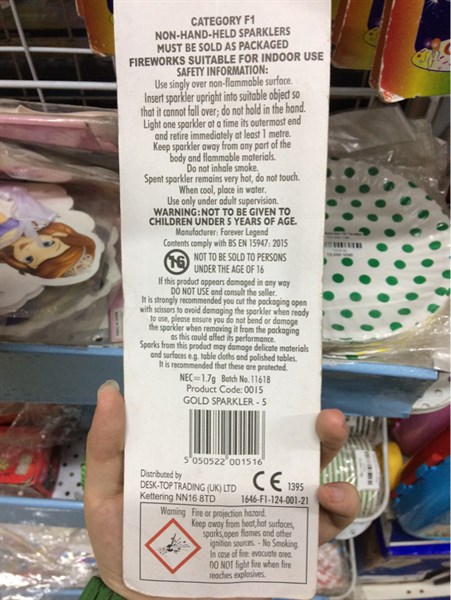 CATEGORY F1
NON-HAND-HELD SPARKLERS
MUST BE SOLD AS PACKAGED
FIREWORKS SUITABLE FOR INDOOR USE
SAFETY INFORMATION:
Use singly over non-flammable surface.
Insert sparkler upright into suitable object so
that it cannot fall over; do not hold in the hand.
Light one sparkler at a time its outermost end
and retire immediately at least 1 metre.
Keep sparkler away from any part of the
body and flammable materials.
Do not inhale smoke.
Spent sparkler remains very hot, do not touch.
When cool, place in water.
Use only under adult supervision.
WARNING: NOT TO BE GIVEN TO
CHILDREN UNDER 5 YEARS OF AGE.
Manufacturer: Forever Legend
Contents comply with BS EN 15947: 2015
16 NOT TO BE SOLD TO PERSONS
UNDER THE AGE OF 16
If this product appears damaged in any way
DO NOT USE and consult the seller.
It is strongly recommended you cut the packaging open
with scissors to avoid damaging the sparkler when ready
to use, please ensure you do not bend or damage
the sparkler when removing it from the packaging
as this could affect its performance.
Sparks from this product may damage delicate materials
and surfaces e.g. table cloths and polished tables.
It is recommended that these are protected.
NEC=1.7g Batch No. 11618
Product Code: 0015
GOLD SPARKLER - 5
5 050522 001516
Distributed by
DESK-TOP TRADING (UK) LTD
Kettering NN16 8TD
CE 1395
1646-F1-124-001-21
Warning Fire or projection hazard.
Keep away from heat, hot surfaces,
sparks, open flames and other
ignition sources. - No Smoking.
In case of fire: evacuate area.
DO NOT fight fire when fire
reaches explosives.